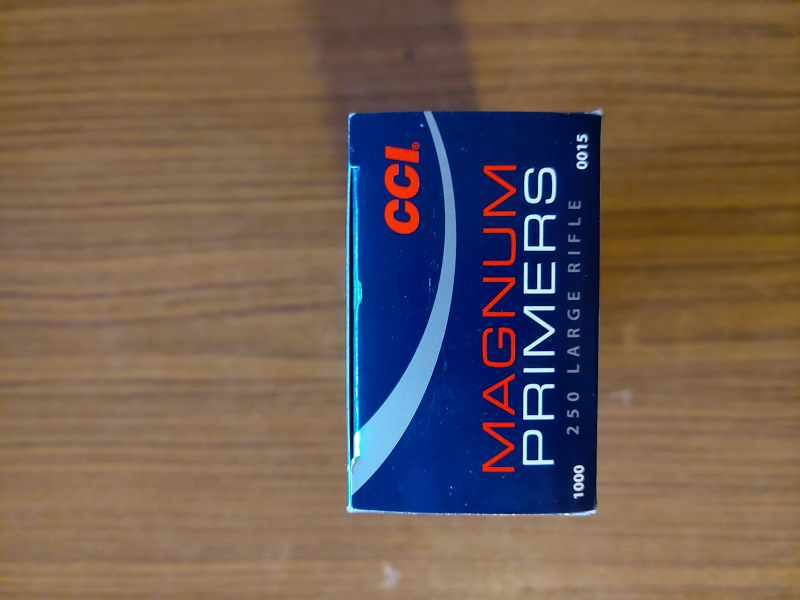 CCI®
MAGNUM
PRIMERS
1000 250 LARGE RIFLE 0015